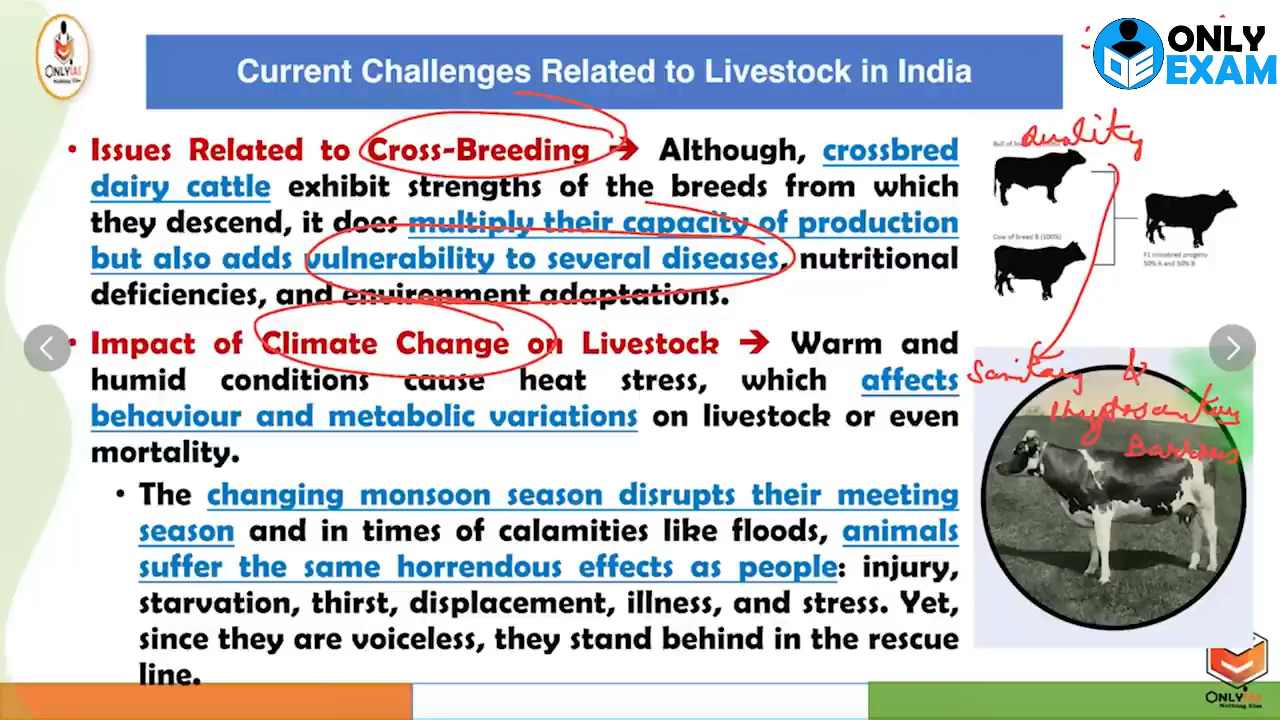 ONLYIAS
Nothing Else
ONLY
EXAM
Current Challenges Related to Livestock in India
• Issues Related to Cross-Breeding → Although, crossbred
dairy cattle exhibit strengths of the breeds from which
they descend, it does multiply their capacity of production
but also adds vulnerability to several diseases, nutritional
deficiencies, and environment adaptations.
• Impact of Climate Change on Livestock → Warm and
humid conditions cause heat stress, which affects
behaviour and metabolic variations on livestock or even
mortality.
• The changing monsoon season disrupts their meeting
season and in times of calamities like floods, animals
suffer the same horrendous effects as people: injury,
starvation, thirst, displacement, illness, and stress. Yet,
since they are voiceless, they stand behind in the rescue
line.
Quality
Bull of
Cow of breed B (100%)
F1 crossbred progeny
50% A and 50% B
Sanitary &
Phytosanitary
Barriers
ONLYIAS
Nothing Else